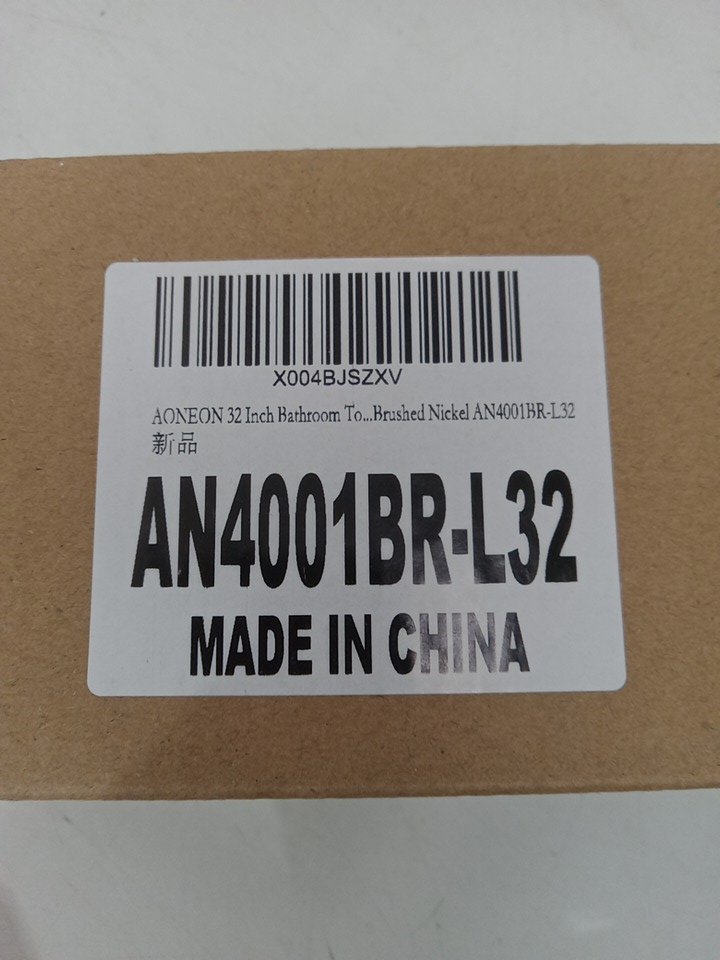 X004BJSZXV
AONEON 32 Inch Bathroom To...Brushed Nickel AN4001BR-L32
新品
AN4001BR-L32
MADE IN CHINA